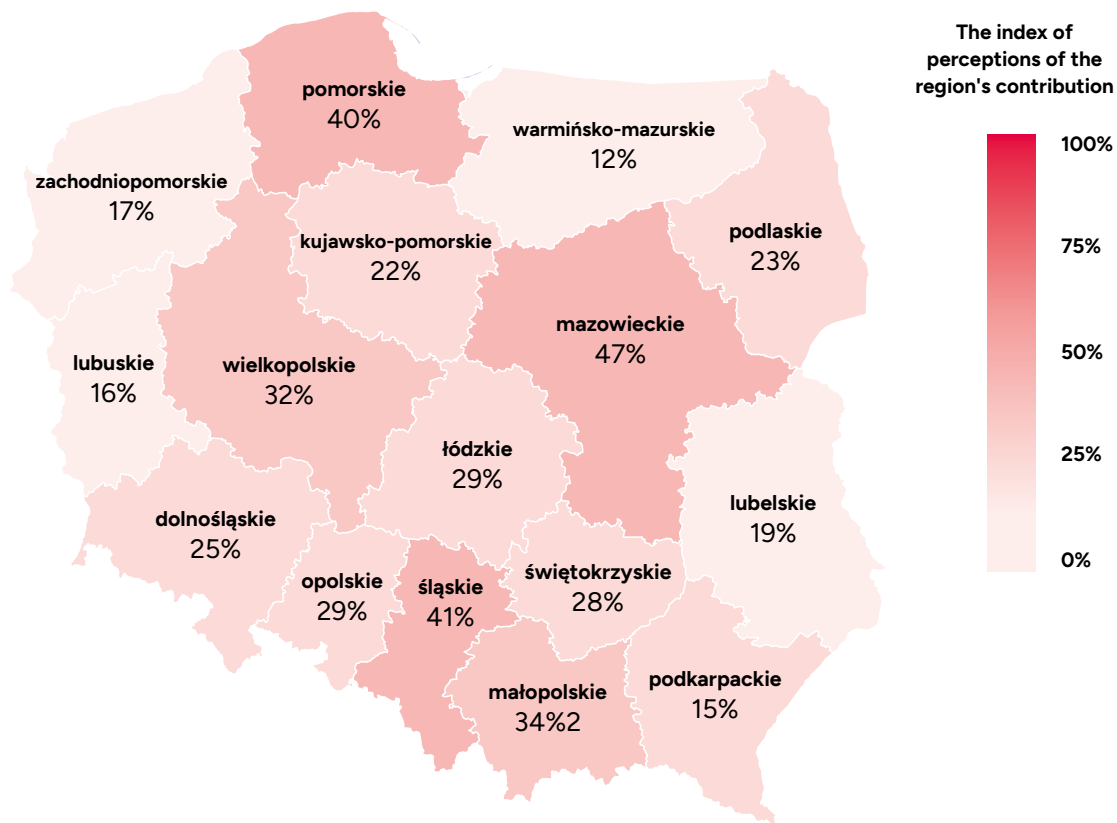 The index of
perceptions of the
region's contribution
100%
75%
50%
25%
0%
pomorskie
40%
warmińsko-mazurskie
12%
zachodniopomorskie
17%
kujawsko-pomorskie
22%
podlaskie
23%
mazowieckie
47%
lubuskie
16%
wielkopolskie
32%
łódzkie
29%
lubelskie
19%
dolnośląskie
25%
opolskie
29%
śląskie
41%
świętokrzyskie
28%
małopolskie
34%2
podkarpackie
15%